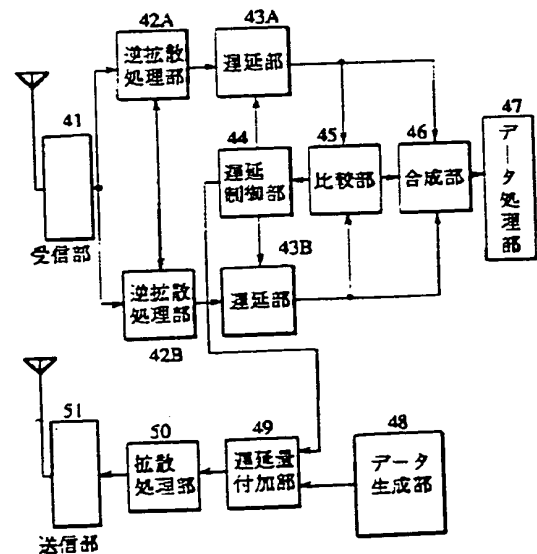 42A
43A
逆拡散
処理部
遅延部
41
44
45
46
47
遅延
制御部
比較部
合成部
データ処理部
受信部
43B
逆拡散
処理部
遅延部
42B
51
50
49
48
拡散
処理部
遅延量
付加部
データ
生成部
送信部